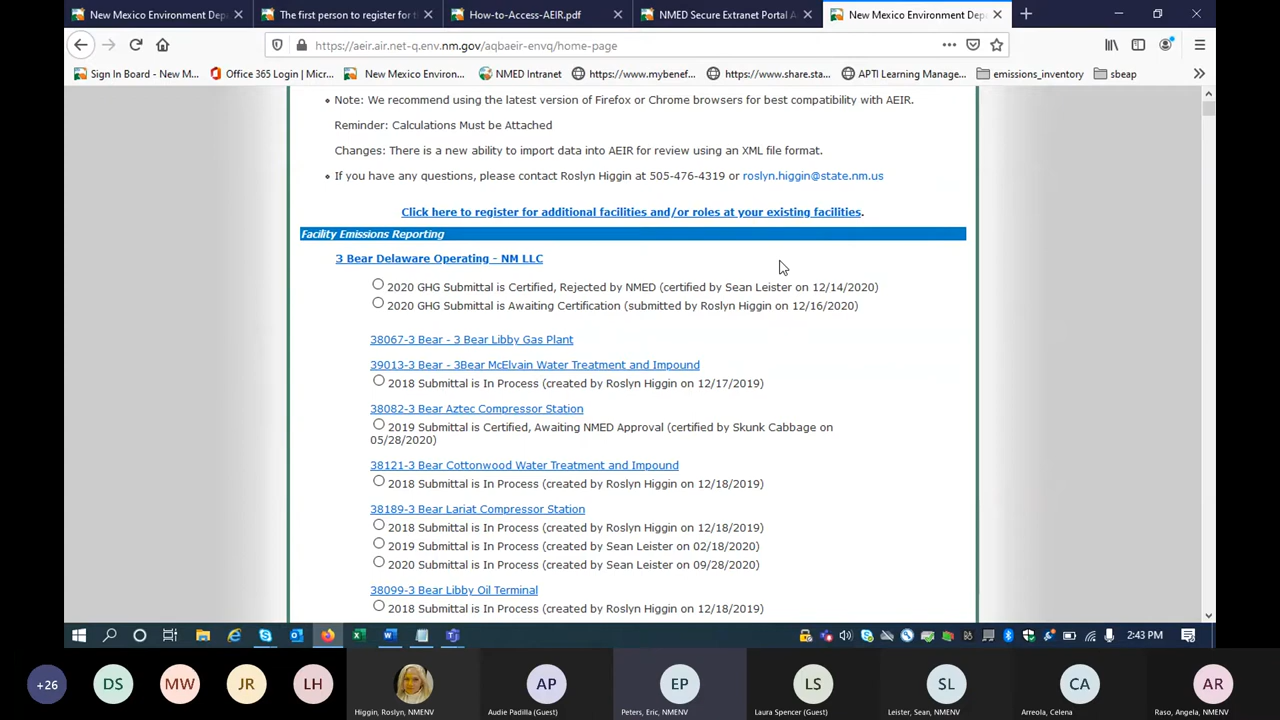 New Mexico Environment Depa
The first person to register for t
How-to-Access-AEIR.pdf
NMED Secure Extranet Portal A
New Mexico Environment Depa
https://aeir.air.net-q.env.nm.gov/aqbaeir-envq/home-page
Sign In Board - New M...
Office 365 Login | Micr...
New Mexico Environ...
NMED Intranet
https://www.mybenef...
https://www.share.sta...
APTI Learning Manage...
emissions_inventory
sbeap
Note: We recommend using the latest version of Firefox or Chrome browsers for best compatibility with AEIR.
Reminder: Calculations Must be Attached
Changes: There is a new ability to import data into AEIR for review using an XML file format.
If you have any questions, please contact Roslyn Higgin at 505-476-4319 or roslyn.higgin@state.nm.us
Click here to register for additional facilities and/or roles at your existing facilities.
Facility Emissions Reporting
3 Bear Delaware Operating - NM LLC
2020 GHG Submittal is Certified, Rejected by NMED (certified by Sean Leister on 12/14/2020)
2020 GHG Submittal is Awaiting Certification (submitted by Roslyn Higgin on 12/16/2020)
38067-3 Bear - 3 Bear Libby Gas Plant
39013-3 Bear - 3Bear McElvain Water Treatment and Impound
2018 Submittal is In Process (created by Roslyn Higgin on 12/17/2019)
38082-3 Bear Aztec Compressor Station
2019 Submittal is Certified, Awaiting NMED Approval (certified by Skunk Cabbage on
05/28/2020)
38121-3 Bear Cottonwood Water Treatment and Impound
2018 Submittal is In Process (created by Roslyn Higgin on 12/18/2019)
38189-3 Bear Lariat Compressor Station
2018 Submittal is In Process (created by Roslyn Higgin on 12/18/2019)
2019 Submittal is In Process (created by Sean Leister on 02/18/2020)
2020 Submittal is In Process (created by Sean Leister on 09/28/2020)
38099-3 Bear Libby Oil Terminal
2018 Submittal is In Process (created by Roslyn Higgin on 12/18/2019)
2:43 PM
+26
DS
MW
JR
LH
AP
EP
LS
SL
CA
AR
Higgin, Roslyn, NMENV
Audie Padilla (Guest)
Peters, Eric, NMENV
Laura Spencer (Guest)
Leister, Sean, NMENV
Arreola, Celena
Raso, Angela, NMENV